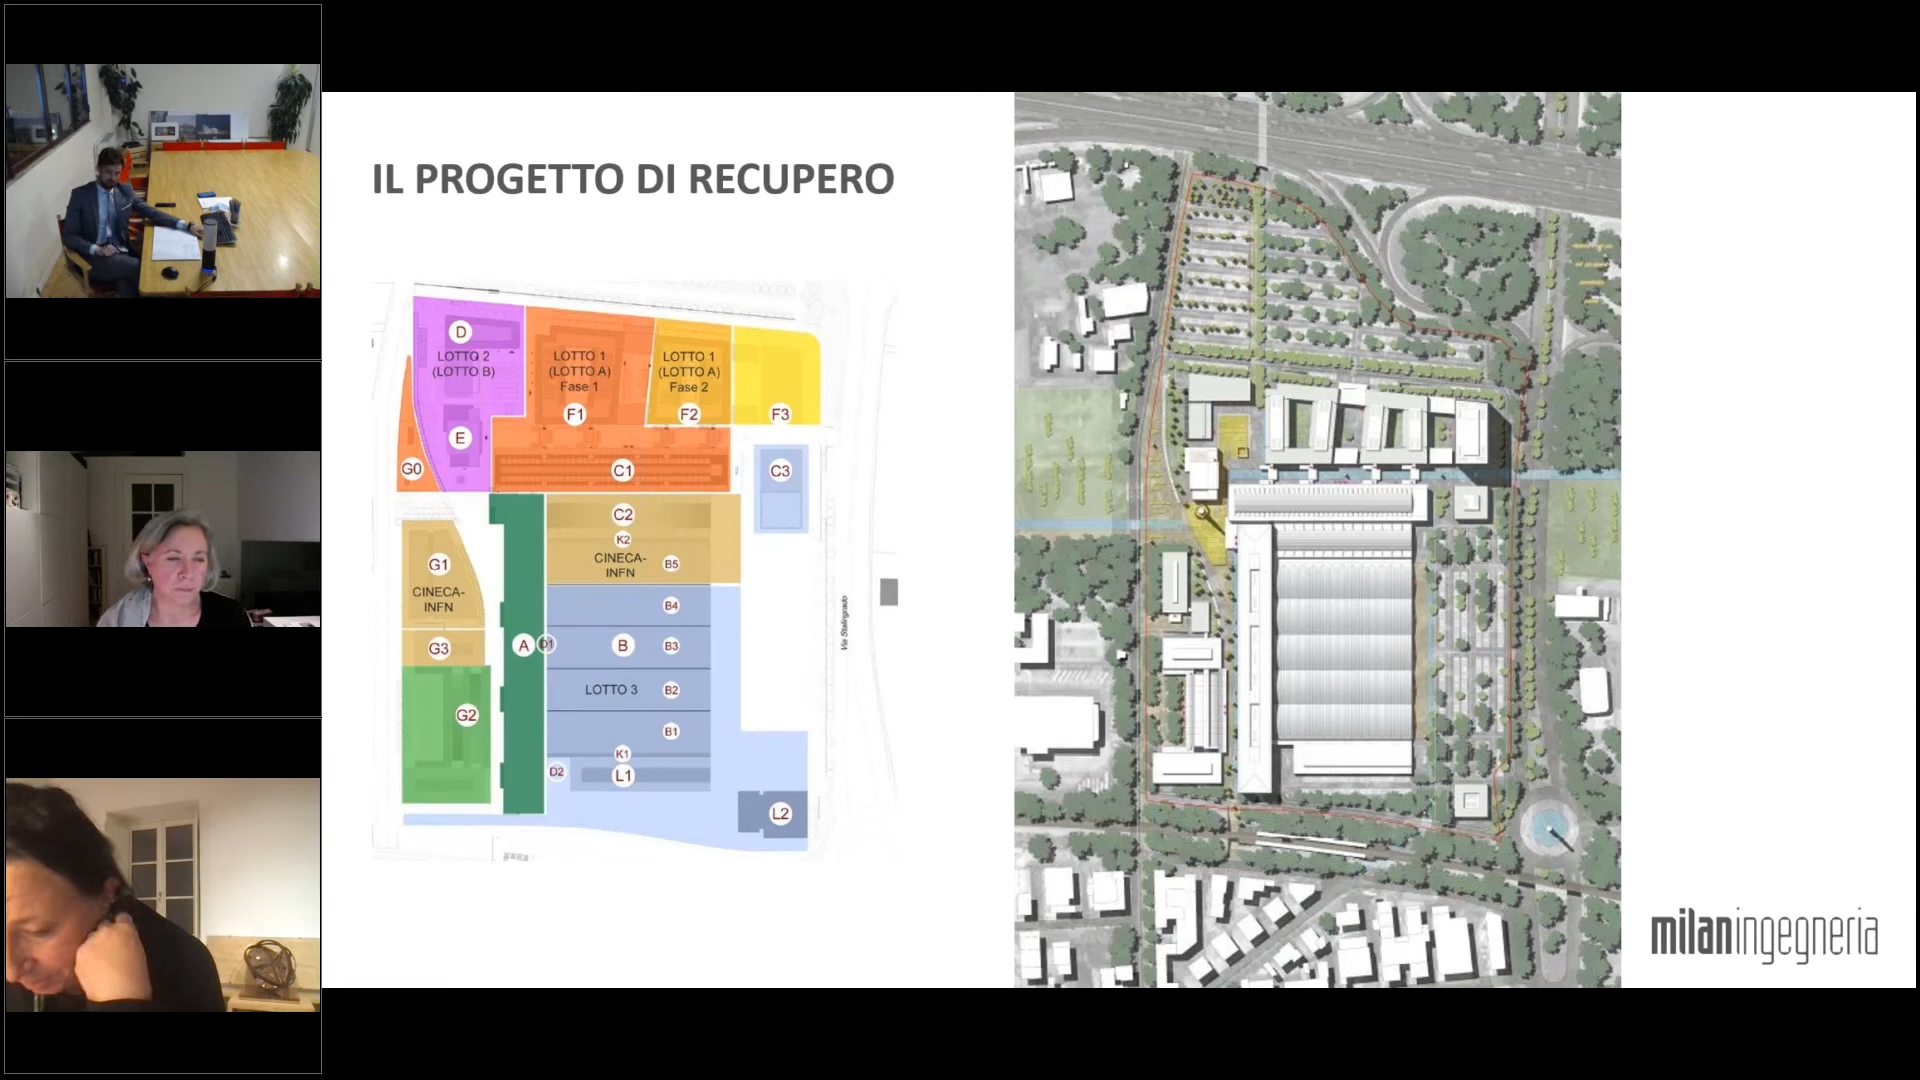 IL PROGETTO DI RECUPERO
D
LOTTO 2
(LOTTO B)
LOTTO 1
(LOTTO A)
Fase 1
LOTTO 1
(LOTTO A)
Fase 2
F1
F2
F3
E
G0
C1
C3
C2
K2
CINECA-
INFN
B5
G1
CINECA-
INFN
B4
G3
A
D1
B
B3
LOTTO 3
B2
G2
B1
K1
D2
L1
L2
Via Stalingrado
milaningegneria